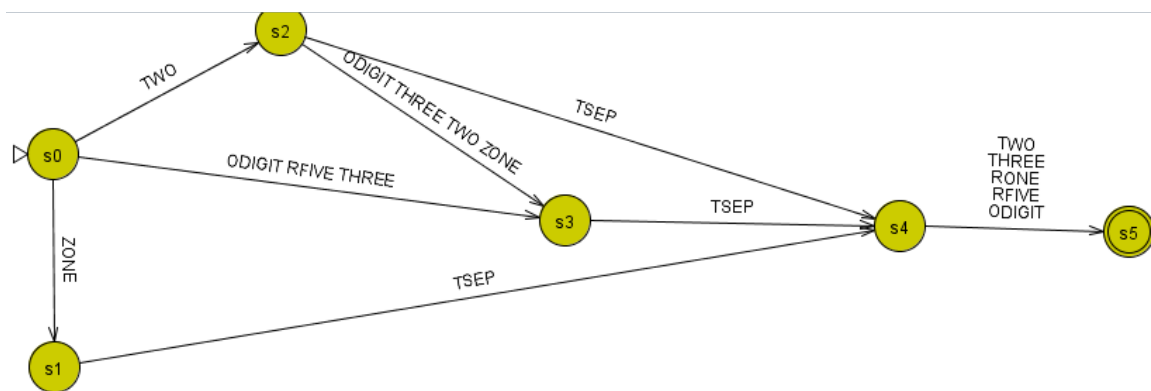 s2
TWO
ODIGIT THREE TWO ZONE
TSEP
s0
ODIGIT RFIVE THREE
s3
TSEP
s4
TWO
THREE
RONE
RFIVE
ODIGIT
s5
ZONE
TSEP
s1